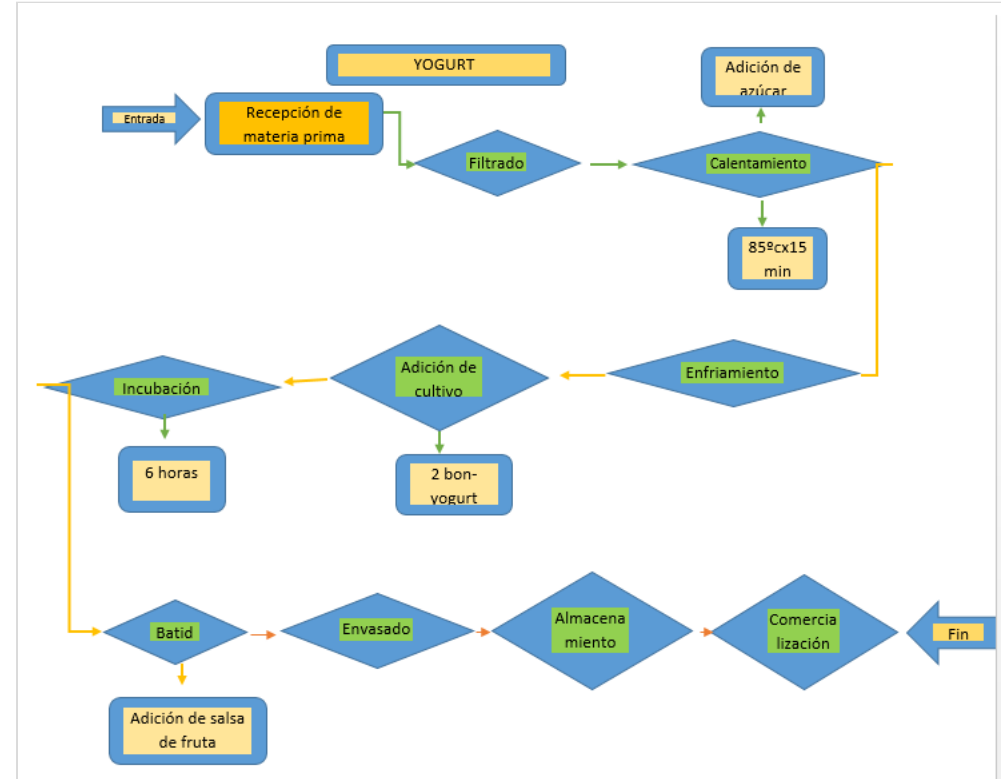 YOGURT
Adición de
azúcar
Entrada
Recepción de
materia prima
Filtrado
Calentamiento
85ºcx15
min
Incubación
Adición de
cultivo
Enfriamiento
6 horas
2 bon-
yogurt
Batid
Envasado
Almacena
miento
Comercia
lización
Fin
Adición de salsa
de fruta